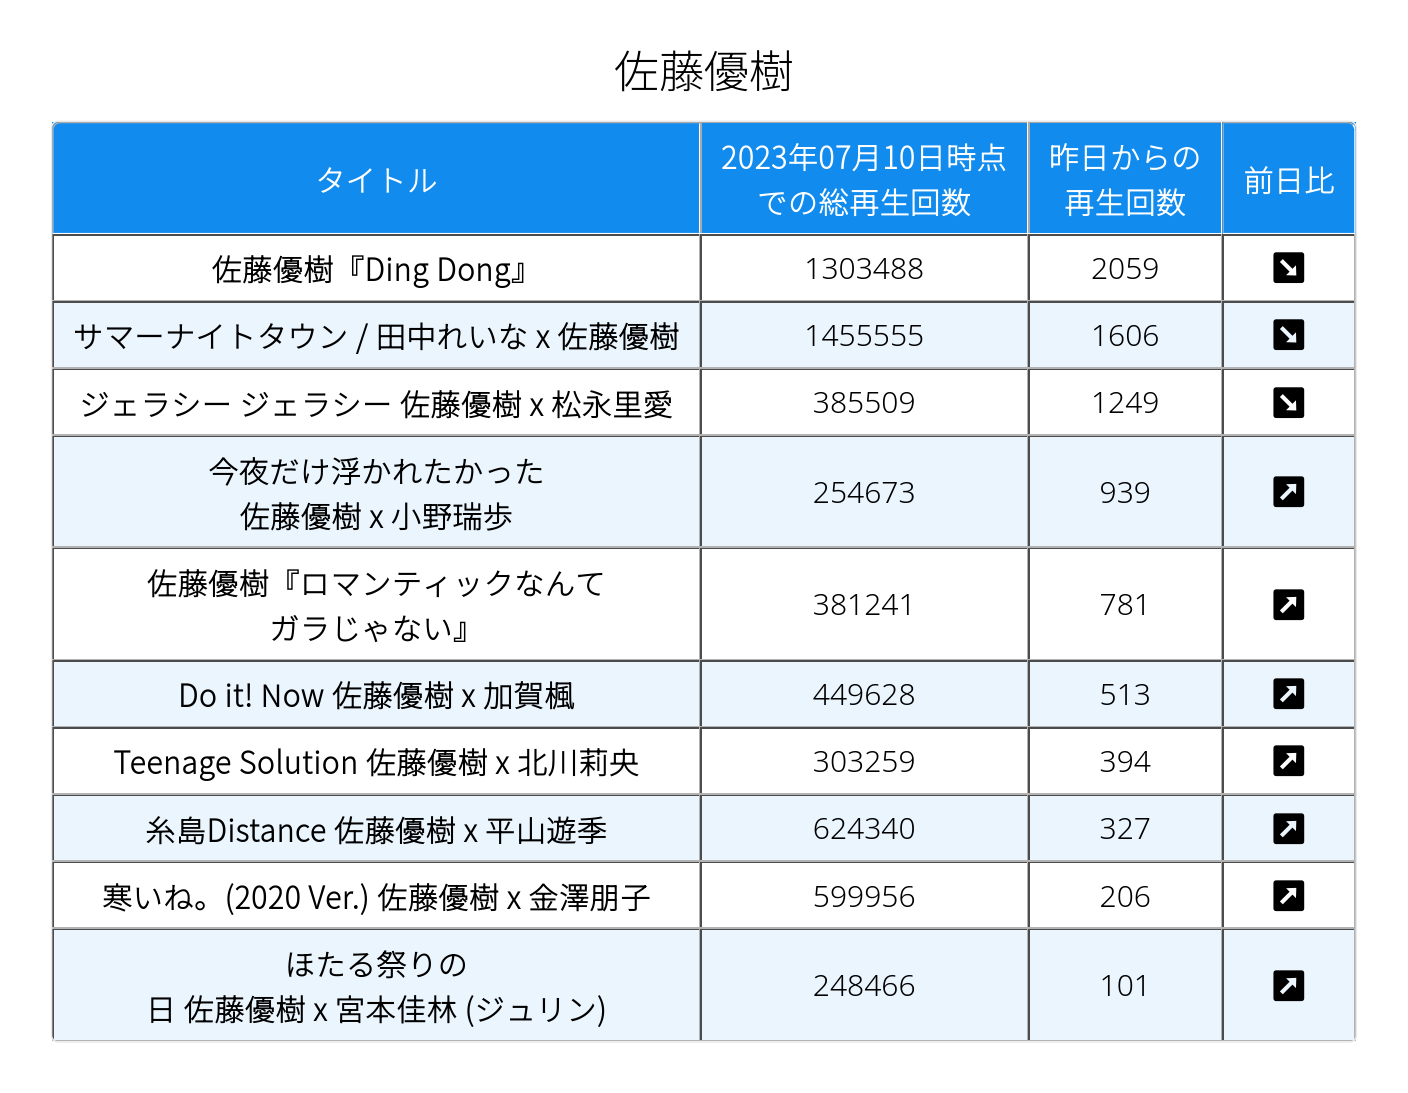 佐藤優樹
タイトル
2023年07月10日時点
での総再生回数
昨日からの
再生回数
前日比
佐藤優樹『Ding Dong』
1303488
2059
サマーナイトタウン / 田中れいな x 佐藤優樹
1455555
1606
ジェラシー ジェラシー 佐藤優樹 x 松永里愛
385509
1249
今夜だけ浮かれたかった
佐藤優樹 x 小野瑞歩
254673
939
佐藤優樹『ロマンティックなんて
ガラじゃない』
381241
781
Do it! Now 佐藤優樹 x 加賀楓
449628
513
Teenage Solution 佐藤優樹 x 北川莉央
303259
394
糸島Distance 佐藤優樹 x 平山遊季
624340
327
寒いね。(2020 Ver.) 佐藤優樹 x 金澤朋子
599956
206
ほたる祭りの
日 佐藤優樹 x 宮本佳林 (ジュリン)
248466
101